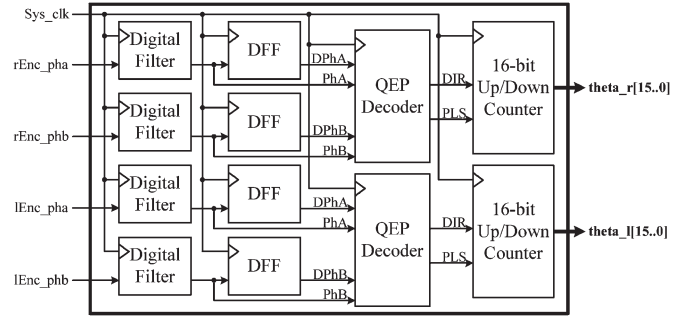 Sys_clk
rEnc_pha
Digital
Filter
DFF
DPhA
PhA
QEP
Decoder
DIR
PLS
16-bit
Up/Down
Counter
theta_r[15..0]
rEnc_phb
Digital
Filter
DFF
DPhB
PhB
lEnc_pha
Digital
Filter
DFF
DPhA
PhA
QEP
Decoder
DIR
PLS
16-bit
Up/Down
Counter
theta_l[15..0]
lEnc_phb
Digital
Filter
DFF
DPhB
PhB